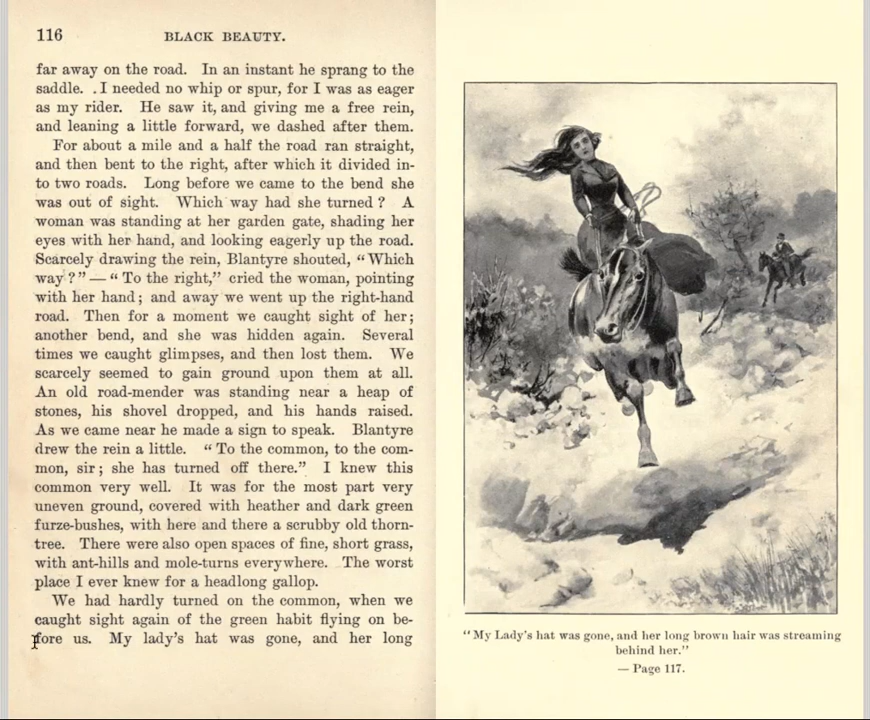 116
BLACK BEAUTY.
far away on the road. In an instant he sprang to the
saddle. . I needed no whip or spur, for I was as eager
as my rider. He saw it, and giving me a free rein,
and leaning a little forward, we dashed after them.
For about a mile and a half the road ran straight,
and then bent to the right, after which it divided in-
to two roads. Long before we came to the bend she
was out of sight. Which way had she turned? A
woman was standing at her garden gate, shading her
eyes with her hand, and looking eagerly up the road.
Scarcely drawing the rein, Blantyre shouted, “Which
way?” — “To the right,” cried the woman, pointing
with her hand; and away we went up the right-hand
road. Then for a moment we caught sight of her;
another bend, and she was hidden again. Several
times we caught glimpses, and then lost them. We
scarcely seemed to gain ground upon them at all.
An old road-mender was standing near a heap of
stones, his shovel dropped, and his hands raised.
As we came near he made a sign to speak. Blantyre
drew the rein a little. “To the common, to the com-
mon, sir; she has turned off there.” I knew this
common very well. It was for the most part very
uneven ground, covered with heather and dark green
furze-bushes, with here and there a scrubby old thorn-
tree. There were also open spaces of fine, short grass,
with ant-hills and mole-turns everywhere. The worst
place I ever knew for a headlong gallop.
We had hardly turned on the common, when we
caught sight again of the green habit flying on be-
fore us. My lady’s hat was gone, and her long
“My Lady’s hat was gone, and her long brown hair was streaming
behind her.”
— Page 117.